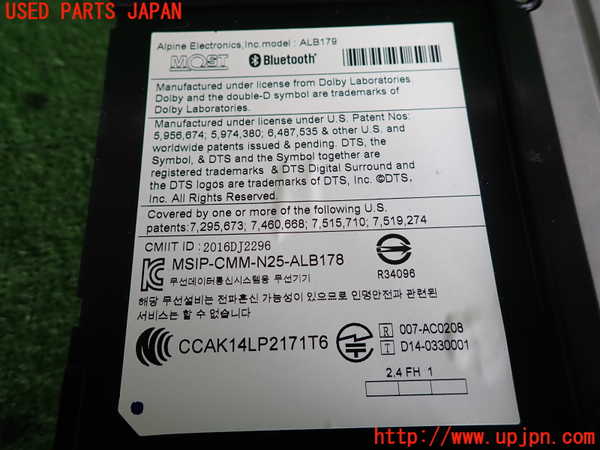 USED PARTS JAPAN
Alpine Electronics,Inc.model : ALB179
MOST Bluetooth®
Manufactured under license from Dolby Laboratories
Dolby and the double-D symbol are trademarks of
Dolby Laboratories.
Manufactured under license under U.S. Patent Nos:
5,956,674; 5,974,380; 6,487,535 & other U.S. and
worldwide patents issued & pending. DTS, the
Symbol, & DTS and the Symbol together are
registered trademarks & DTS Digital Surround and
the DTS logos are trademarks of DTS, Inc. ©DTS,
Inc. All Rights Reserved.
Covered by one or more of the following U.S.
patents:7,295,673; 7,460,668; 7,515,710; 7,519,274
CMIIT ID : 2016DJ2296
MSIP-CMM-N25-ALB178
무선데이터통신시스템용 무선기기
R34096
해당 무선설비는 전파혼신 가능성이 있으므로 인명안전과 관련된
서비스는 할 수 없습니다
CCAK14LP2171T6
R 007-AC0208
T D14-0330001
2.4 FH 1
http://www.upjpn.com/